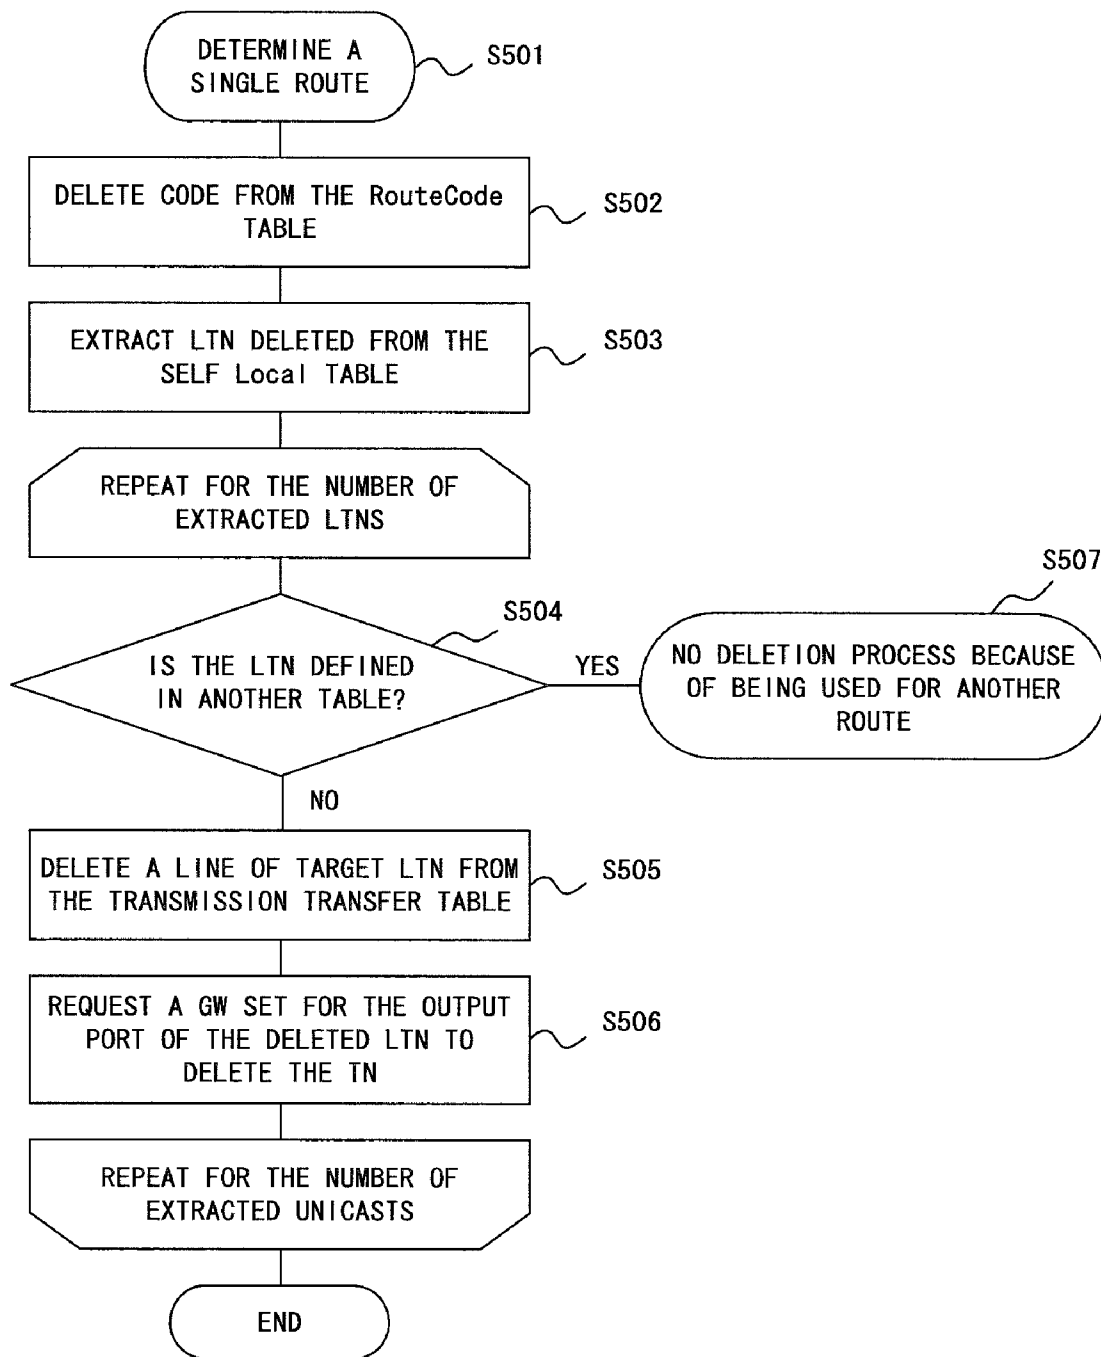 DETERMINE A
SINGLE ROUTE
S501
DELETE CODE FROM THE RouteCode
TABLE
S502
EXTRACT LTN DELETED FROM THE
SELF Local TABLE
S503
REPEAT FOR THE NUMBER OF
EXTRACTED LTNS
IS THE LTN DEFINED
IN ANOTHER TABLE?
S504
YES
S507
NO DELETION PROCESS BECAUSE
OF BEING USED FOR ANOTHER
ROUTE
NO
DELETE A LINE OF TARGET LTN FROM
THE TRANSMISSION TRANSFER TABLE
S505
REQUEST A GW SET FOR THE OUTPUT
PORT OF THE DELETED LTN TO
DELETE THE TN
S506
REPEAT FOR THE NUMBER OF
EXTRACTED UNICASTS
END